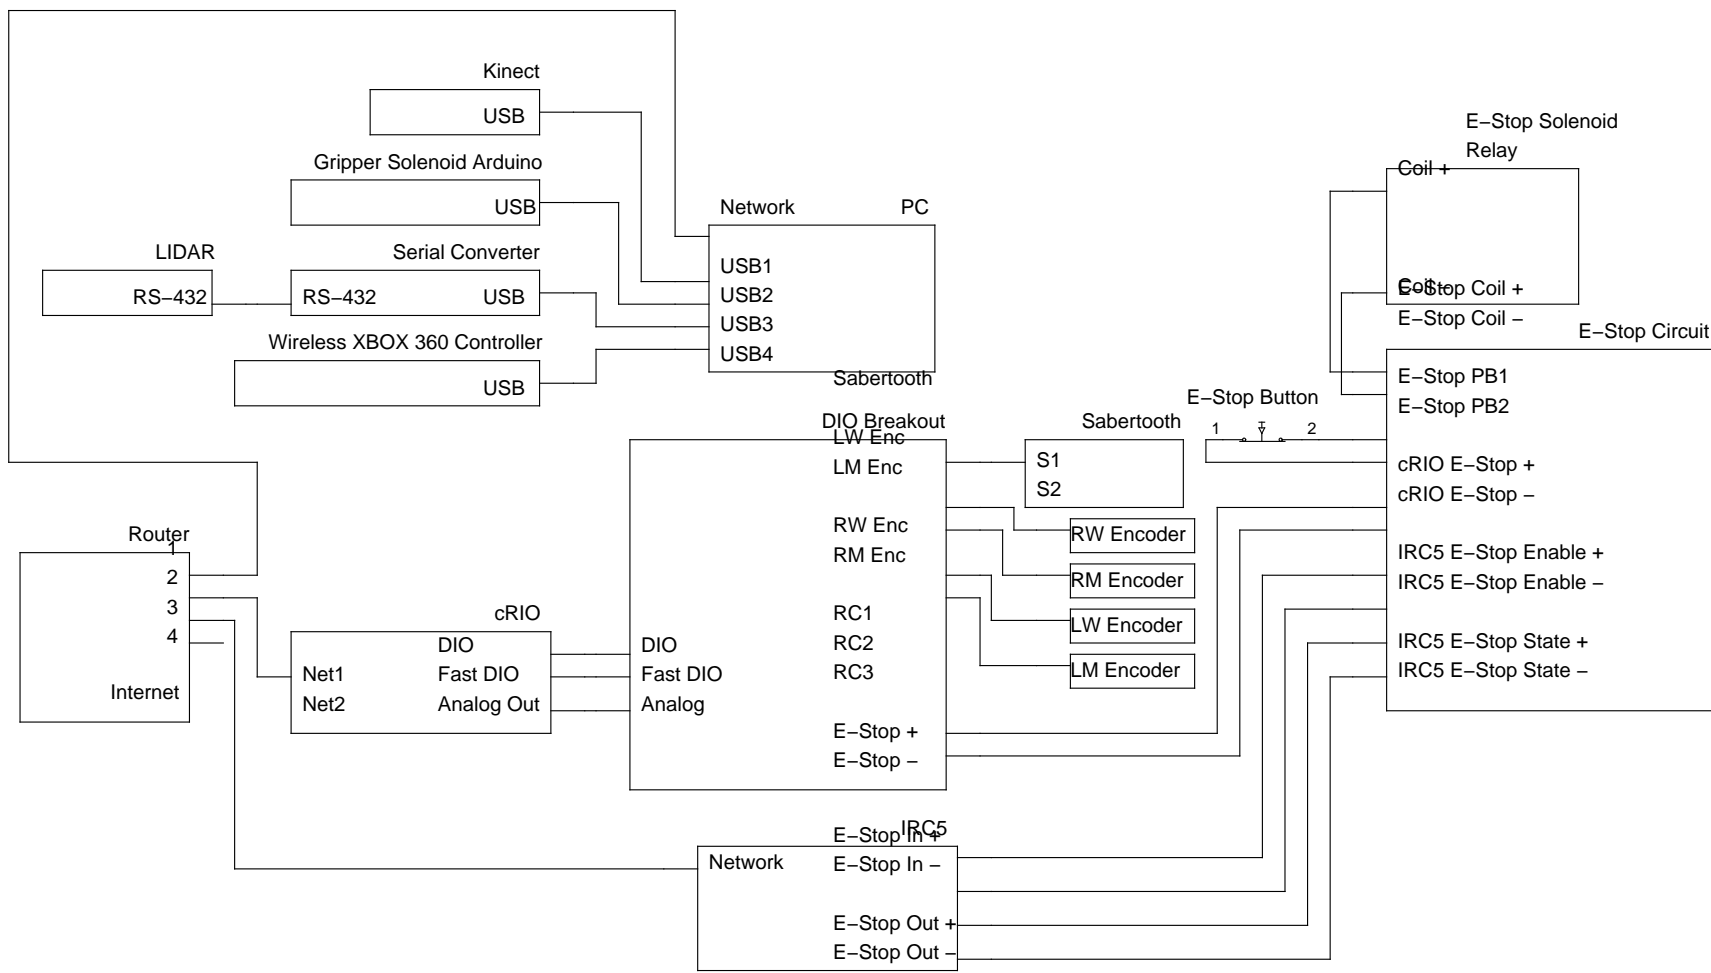 Kinect
USB
E−Stop Solenoid
Relay
Gripper Solenoid Arduino
USB
Coil +
Coil −
Network
PC
USB1
USB2
USB3
USB4
LIDAR
RS−432
Serial Converter
RS−432
USB
Wireless XBOX 360 Controller
USB
E−Stop Circuit
E−Stop Coil +
E−Stop Coil −
E−Stop PB1
E−Stop PB2
cRIO E−Stop +
cRIO E−Stop −
IRC5 E−Stop Enable +
IRC5 E−Stop Enable −
IRC5 E−Stop State +
IRC5 E−Stop State −
E−Stop Button
1
2
DIO Breakout
Sabertooth
LW Enc
LM Enc
RW Enc
RM Enc
RC1
RC2
RC3
E−Stop +
E−Stop −
DIO
Fast DIO
Analog
Sabertooth
S1
S2
RW Encoder
RM Encoder
LW Encoder
LM Encoder
Router
1
2
3
4
Internet
cRIO
DIO
Net1
Fast DIO
Net2
Analog Out
IRC5
Network
E−Stop In +
E−Stop In −
E−Stop Out +
E−Stop Out −